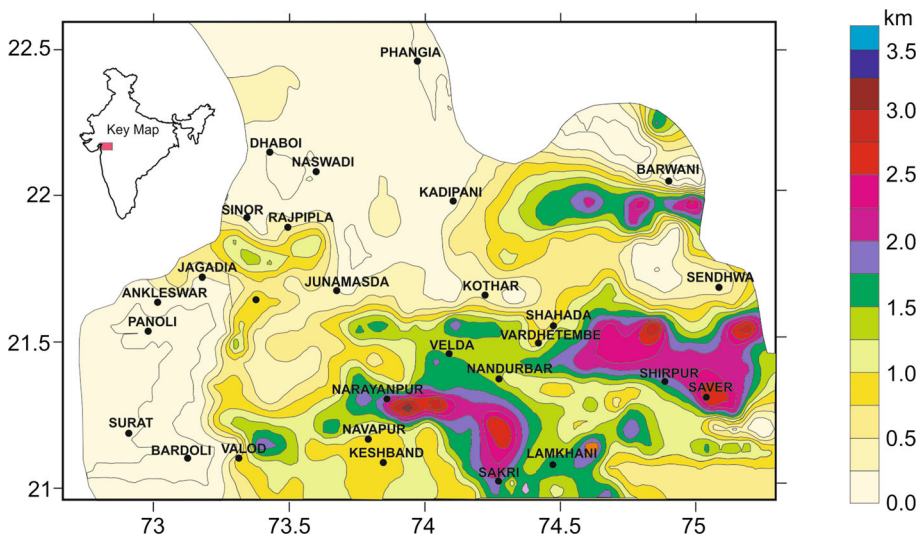 km
22.5
PHANGIA
3.5
Key Map
3.0
DHABOI
NASWADI
BARWANI
2.5
22
KADIPANI
SINOR
RAJPIPLA
2.0
JAGADIA
JUNAMASDA
KOTHAR
SENDHWA
ANKLESWAR
1.5
PANOLI
SHAHADA
21.5
VARDHETEMBE
VELDA
NANDURBAR
SHIRPUR
1.0
NARAYANPUR
SAVER
SURAT
NAVAPUR
0.5
BARDOLI
VALOD
KESHBAND
LAMKHANI
SAKRI
21
0.0
73
73.5
74
74.5
75